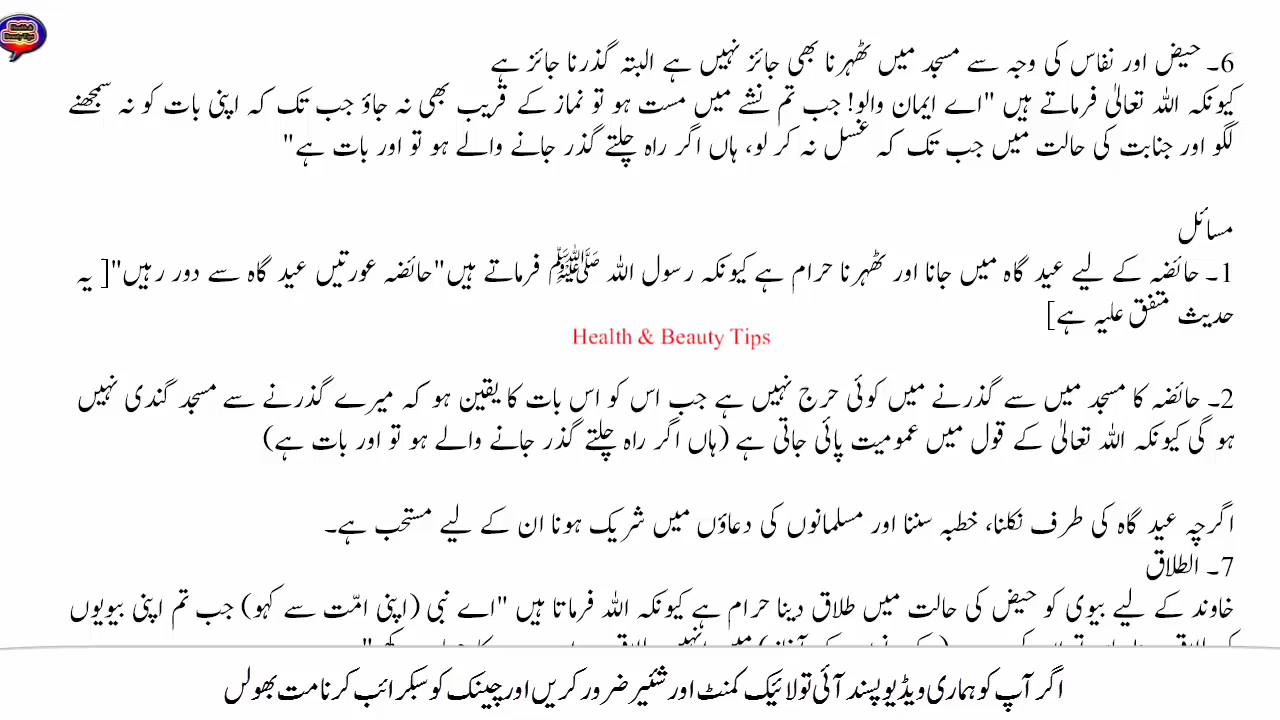 Health & Beauty Tips
6۔ حیض اور نفاس کی وجہ سے مسجد میں ٹھہرنا بھی جائز نہیں ہے البتہ گذرنا جائز ہے
کیونکہ اللہ تعالیٰ فرماتے ہیں "اے ایمان والو! جب تم نشے میں مست ہو تو نماز کے قریب بھی نہ جاؤ جب تک کہ اپنی بات کو نہ سمجھنے
لگو اور جنابت کی حالت میں جب تک کہ غسل نہ کر لو، ہاں اگر راہ چلتے گذر جانے والے ہو تو اور بات ہے"
مسائل
1۔ حائضہ کے لیے عید گاہ میں جانا اور ٹھہرنا حرام ہے کیونکہ رسول اللہ ﷺ فرماتے ہیں"حائضہ عورتیں عید گاہ سے دور رہیں"[ یہ
حدیث متفق علیہ ہے]
Health & Beauty Tips
2۔ حائضہ کا مسجد میں سے گذرنے میں کوئی حرج نہیں ہے جب اس کو اس بات کا یقین ہو کہ میرے گذرنے سے مسجد گندی نہیں
ہو گی کیونکہ اللہ تعالیٰ کے قول میں عمومیت پائی جاتی ہے (ہاں اگر راہ چلتے گذر جانے والے ہو تو اور بات ہے)
اگرچہ عید گاہ کی طرف نکلنا، خطبہ سننا اور مسلمانوں کی دعاؤں میں شریک ہونا ان کے لیے مستحب ہے۔
7۔ الطلاق
خاوند کے لیے بیوی کو حیض کی حالت میں طلاق دینا حرام ہے کیونکہ اللہ فرماتا ہیں "اے نبی (اپنی امّت سے کہو) جب تم اپنی بیویوں
اگر آپ کو ہماری ویڈیو پسند آئی تو لائیک کمنٹ اور شئیر ضرور کریں اور چینک کو سبکرائب کرنا مت بھولیں